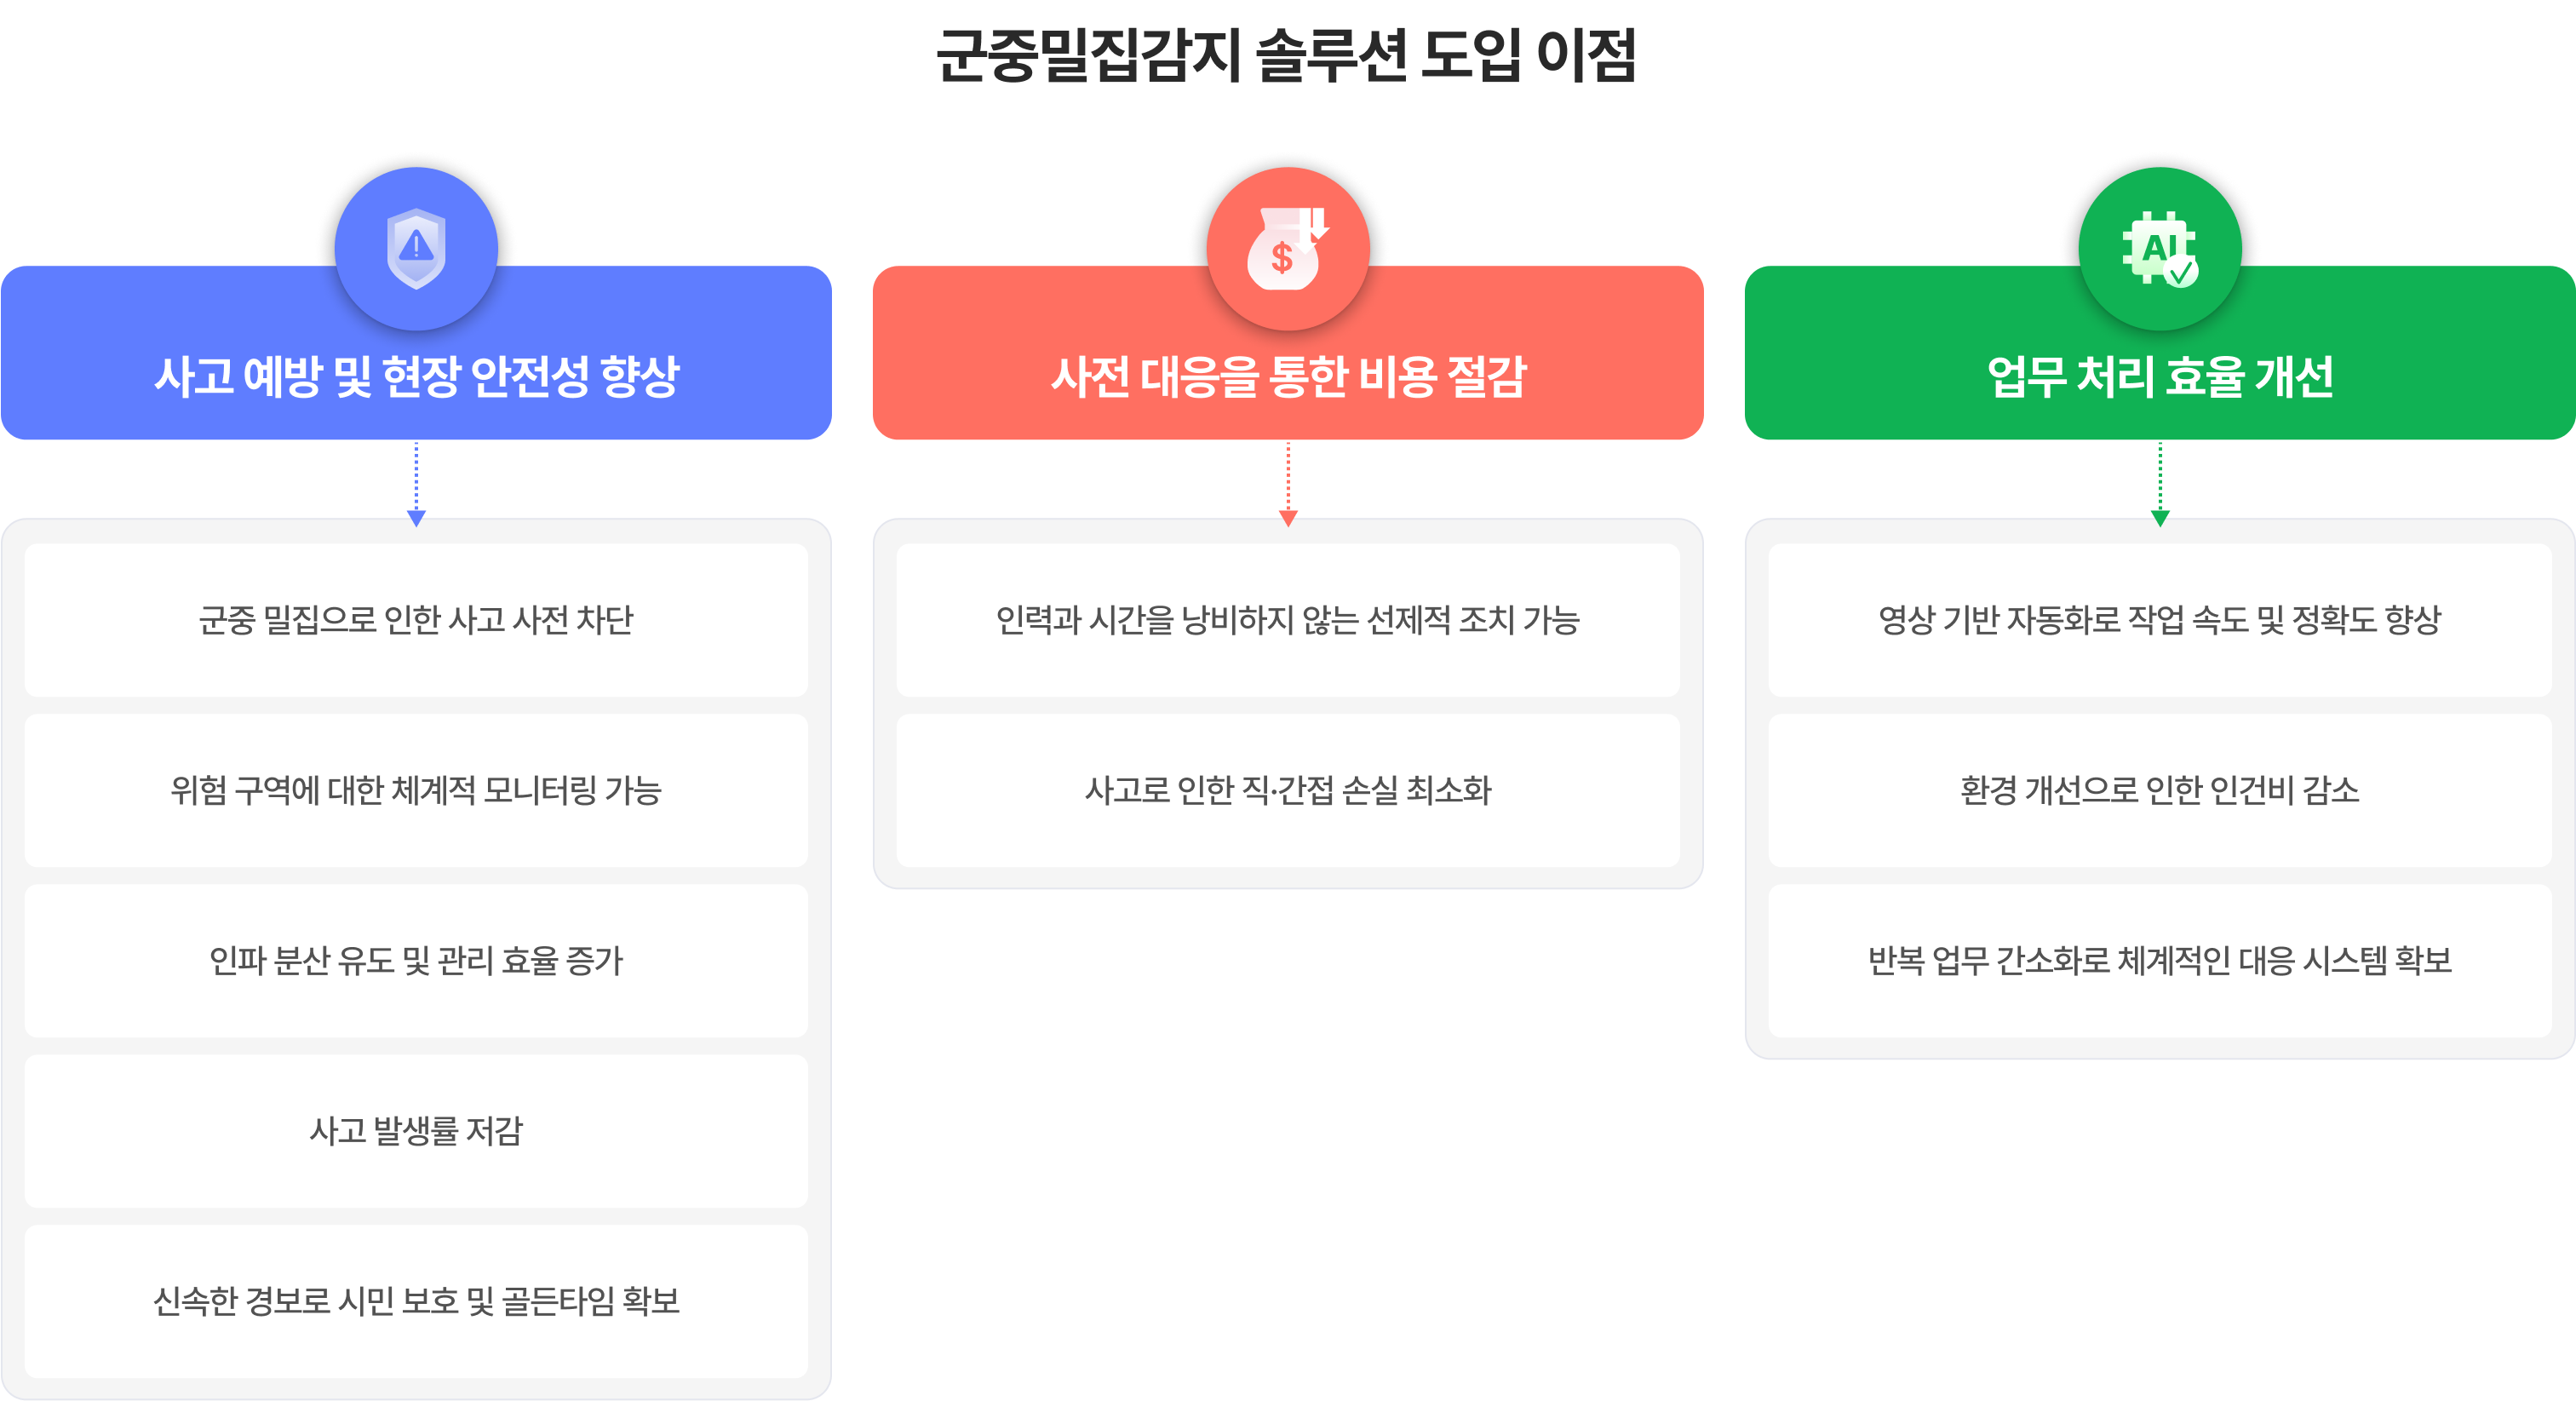 군중밀집감지 솔루션 도입 이점
$
AI
사고 예방 및 현장 안전성 향상
군중 밀집으로 인한 사고 사전 차단
위험 구역에 대한 체계적 모니터링 가능
인파 분산 유도 및 관리 효율 증가
사고 발생률 저감
신속한 경보로 시민 보호 및 골든타임 확보
사전 대응을 통한 비용 절감
인력과 시간을 낭비하지 않는 선제적 조치 가능
사고로 인한 직·간접 손실 최소화
업무 처리 효율 개선
영상 기반 자동화로 작업 속도 및 정확도 향상
환경 개선으로 인한 인건비 감소
반복 업무 간소화로 체계적인 대응 시스템 확보